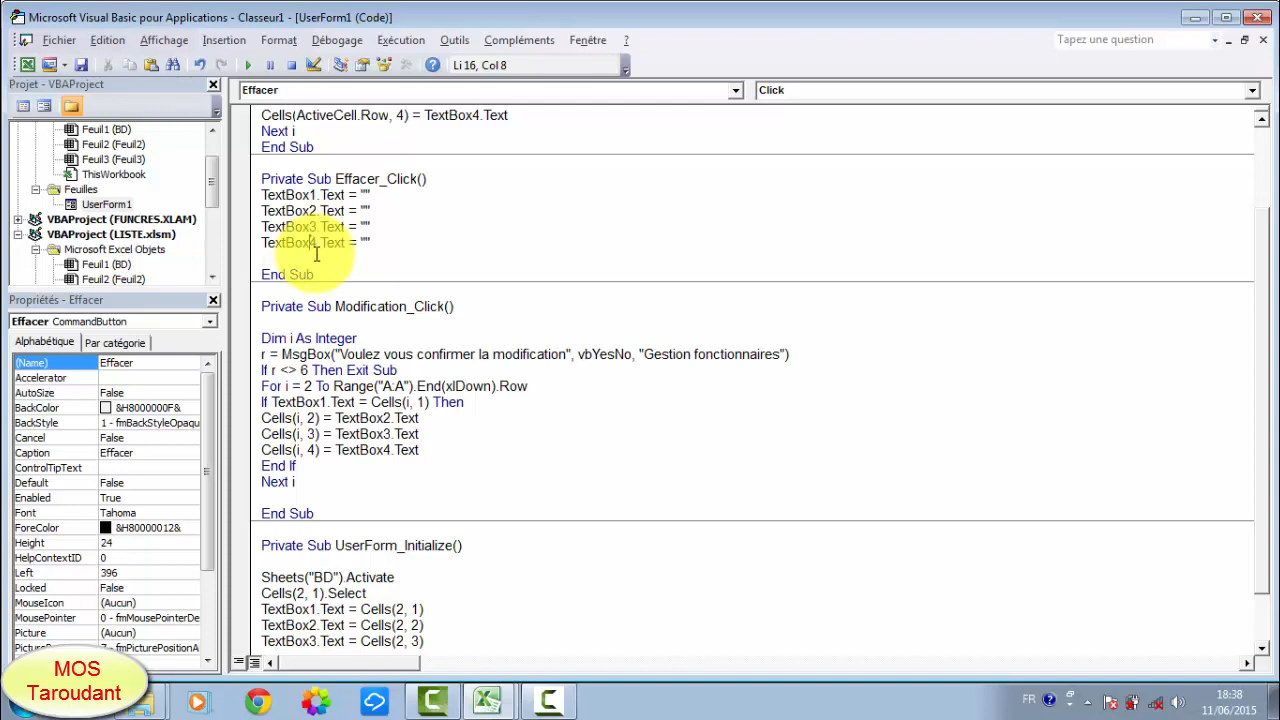 Microsoft Visual Basic pour Applications - Classeur1 - [UserForm1 (Code)]
Fichier Edition Affichage Insertion Format Débogage Exécution Outils Compléments Fenêtre ? Tapez une question
Li 16, Col 8
Projet - VBAProject
Feuil1 (BD)
Feuil2 (Feuil2)
Feuil3 (Feuil3)
ThisWorkbook
Feuilles
UserForm1
VBAProject (FUNCRES.XLAM)
VBAProject (LISTE.xlsm)
Microsoft Excel Objets
Feuil1 (BD)
Feuil2 (Feuil2)
Propriétés - Effacer
Effacer CommandButton
Alphabétique Par catégorie
(Name) Effacer
Accelerator
AutoSize False
BackColor &H8000000F&
BackStyle 1 - fmBackStyleOpaqu
Cancel False
Caption Effacer
ControlTipText
Default False
Enabled True
Font Tahoma
ForeColor &H80000012&
Height 24
HelpContextID 0
Left 396
Locked False
MouseIcon (Aucun)
MousePointer 0 - fmMousePointerDe
Picture (Aucun)
Effacer Click
Cells(ActiveCell.Row, 4) = TextBox4.Text
Next i
End Sub
Private Sub Effacer_Click()
TextBox1.Text = ""
TextBox2.Text = ""
TextBox3.Text = ""
TextBox4.Text = ""
End Sub
Private Sub Modification_Click()
Dim i As Integer
r = MsgBox("Voulez vous confirmer la modification", vbYesNo, "Gestion fonctionnaires")
If r <> 6 Then Exit Sub
For i = 2 To Range("A:A").End(xlDown).Row
If TextBox1.Text = Cells(i, 1) Then
Cells(i, 2) = TextBox2.Text
Cells(i, 3) = TextBox3.Text
Cells(i, 4) = TextBox4.Text
End If
Next i
End Sub
Private Sub UserForm_Initialize()
Sheets("BD").Activate
Cells(2, 1).Select
TextBox1.Text = Cells(2, 1)
TextBox2.Text = Cells(2, 2)
TextBox3.Text = Cells(2, 3)
MOS
Taroudant
FR
18:38
11/06/2015